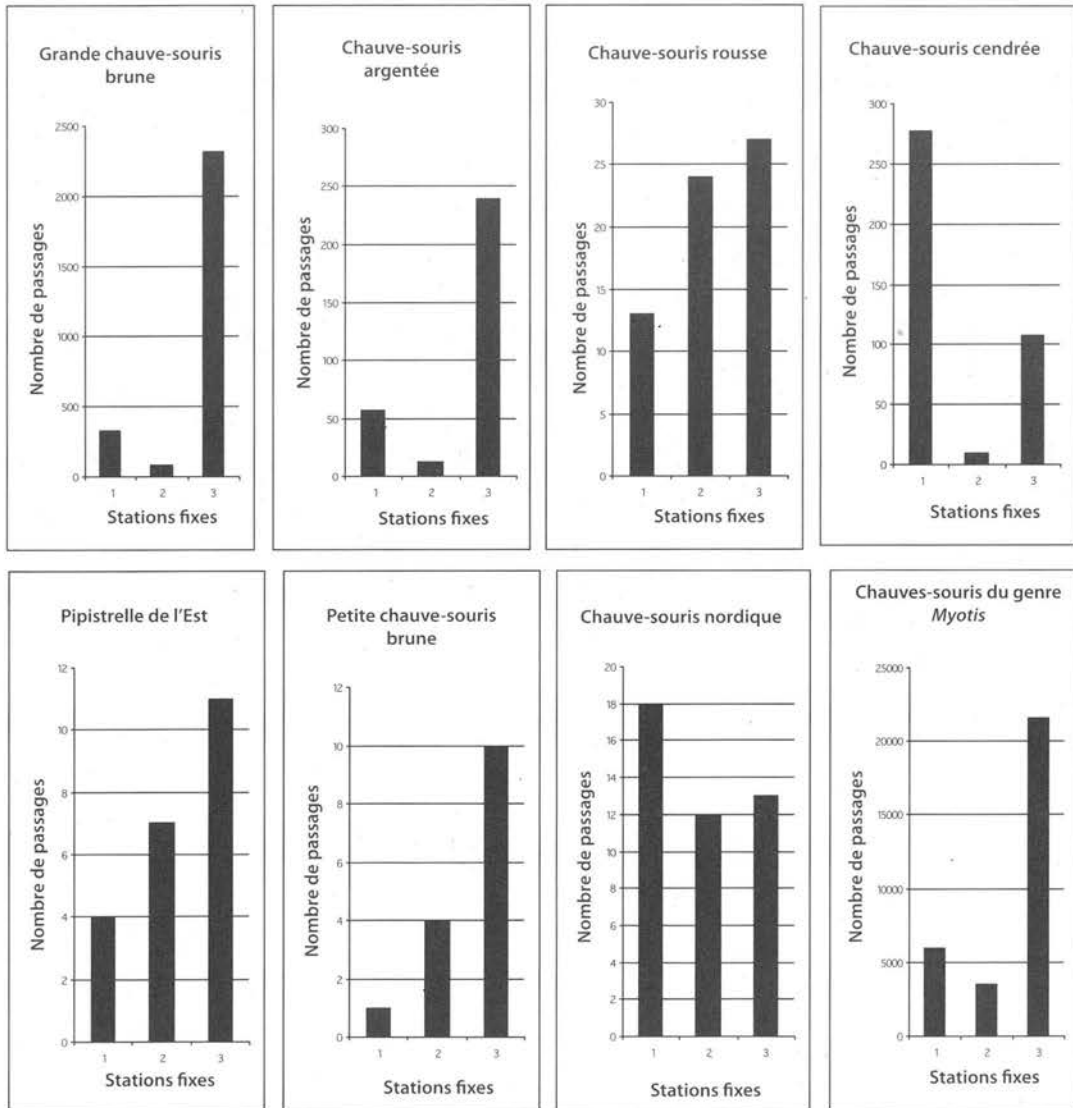 Grande chauve-souris
brune
Nombre de passages
2500
2000
1500
1000
500
0
1 2 3
Stations fixes
Chauve-souris
argentée
Nombre de passages
300
250
200
150
100
50
0
1 2 3
Stations fixes
Chauve-souris rousse
Nombre de passages
30
25
20
15
10
5
0
1 2 3
Stations fixes
Chauve-souris cendrée
Nombre de passages
300
250
200
150
100
50
0
1 2 3
Stations fixes
Pipistrelle de l'Est
Nombre de passages
12
10
8
6
4
2
0
1 2 3
Stations fixes
Petite chauve-souris
brune
Nombre de passages
12
10
8
6
4
2
0
1 2 3
Stations fixes
Chauve-souris nordique
Nombre de passages
20
18
16
14
12
10
8
6
4
2
0
1 2 3
Stations fixes
Chauves-souris du genre
Myotis
Nombre de passages
25000
20000
15000
10000
5000
0
1 2 3
Stations fixes